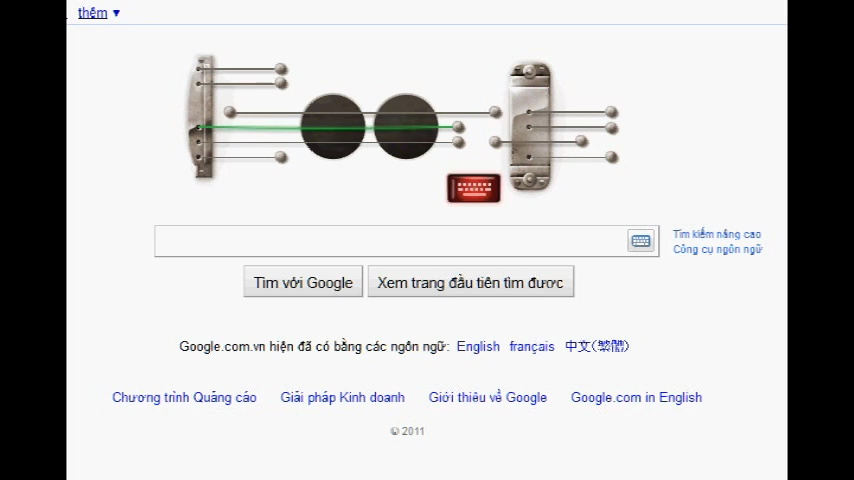 thêm ▼
Tìm kiếm nâng cao
Công cụ ngôn ngữ
Tìm với Google
Xem trang đầu tiên tìm được
Google.com.vn hiện đã có bằng các ngôn ngữ: English français 中文(繁體)
Chương trình Quảng cáo Giải pháp Kinh doanh Giới thiệu về Google Google.com in English
© 2011